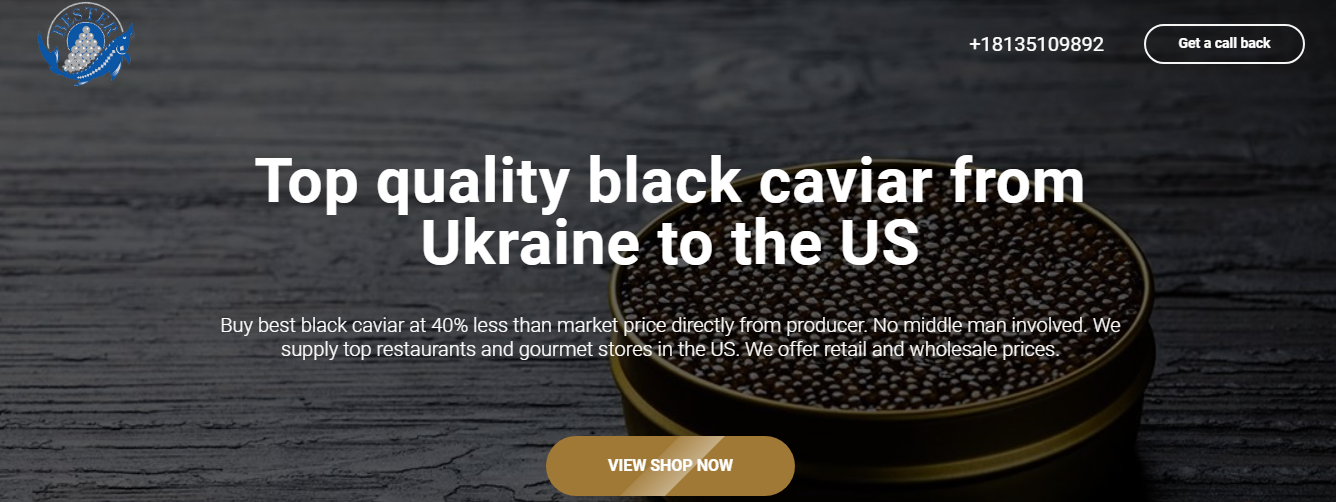 BESTER
+18135109892
Get a call back
Top quality black caviar from
Ukraine to the US
Buy best black caviar at 40% less than market price directly from producer. No middle man involved. We
supply top restaurants and gourmet stores in the US. We offer retail and wholesale prices.
VIEW SHOP NOW